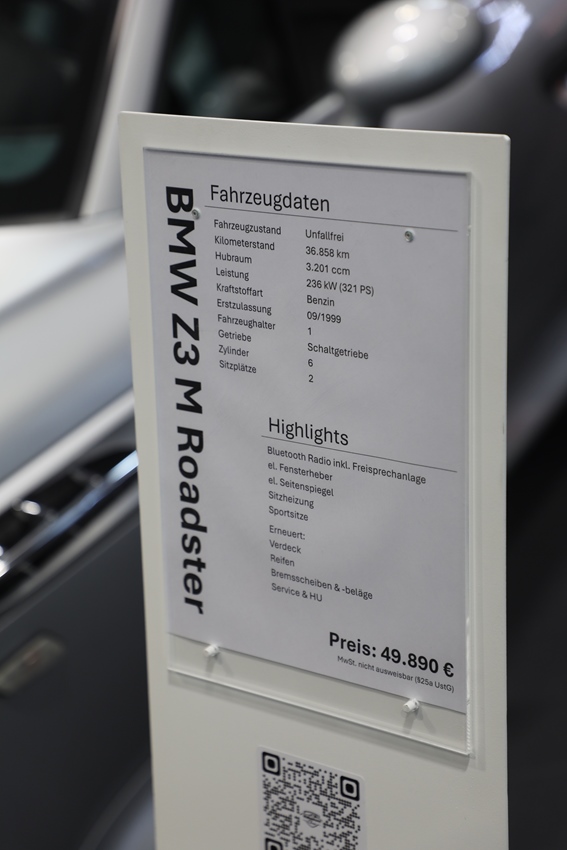 BMW Z3 M Roadster
Fahrzeugdaten
Fahrzeugzustand Unfallfrei
Kilometerstand 36.858 km
Hubraum 3.201 ccm
Leistung 236 kW (321 PS)
Kraftstoffart Benzin
Erstzulassung 09/1999
Fahrzeughalter 1
Getriebe Schaltgetriebe
Zylinder 6
Sitzplätze 2
Highlights
Bluetooth Radio inkl. Freisprechanlage
el. Fensterheber
el. Seitenspiegel
Sitzheizung
Sportsitze
Erneuert:
Verdeck
Reifen
Bremsscheiben & -beläge
Service & HU
Preis: 49.890 €
MwSt. nicht ausweisbar (§25a UstG)